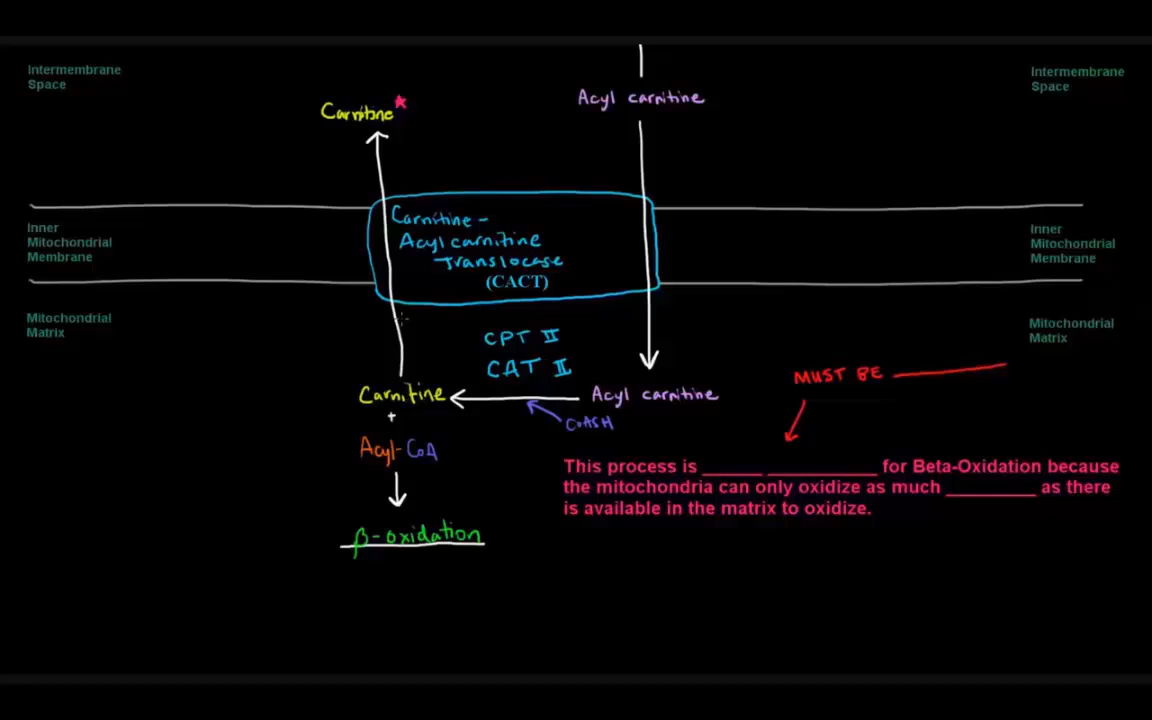 Intermembrane
Space
Intermembrane
Space
Carnitine*
Acyl carnitine
Inner
Mitochondrial
Membrane
Carnitine -
Acyl carnitine
Translocase
(CACT)
Inner
Mitochondrial
Membrane
Mitochondrial
Matrix
Mitochondrial
Matrix
CPT II
CAT II
MUST BE ________
Carnitine
Acyl carnitine
+
CoASH
Acyl-CoA
This process is ______ ___________ for Beta-Oxidation because
the mitochondria can only oxidize as much _________ as there
is available in the matrix to oxidize.
β-oxidation